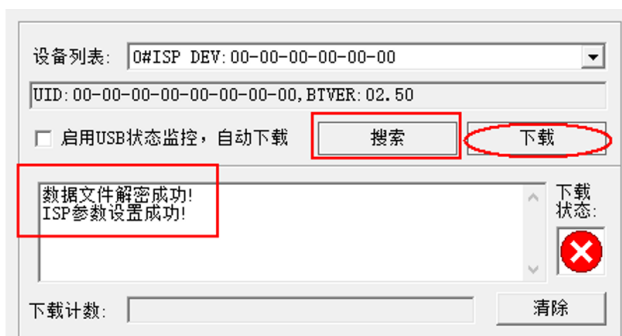 设备列表: 0#ISP DEV:00-00-00-00-00-00
UID:00-00-00-00-00-00-00-00,BTVER:02.50
启用USB状态监控，自动下载 搜索 下载
数据文件解密成功!
ISP参数设置成功!
下载
状态:
下载计数: 清除